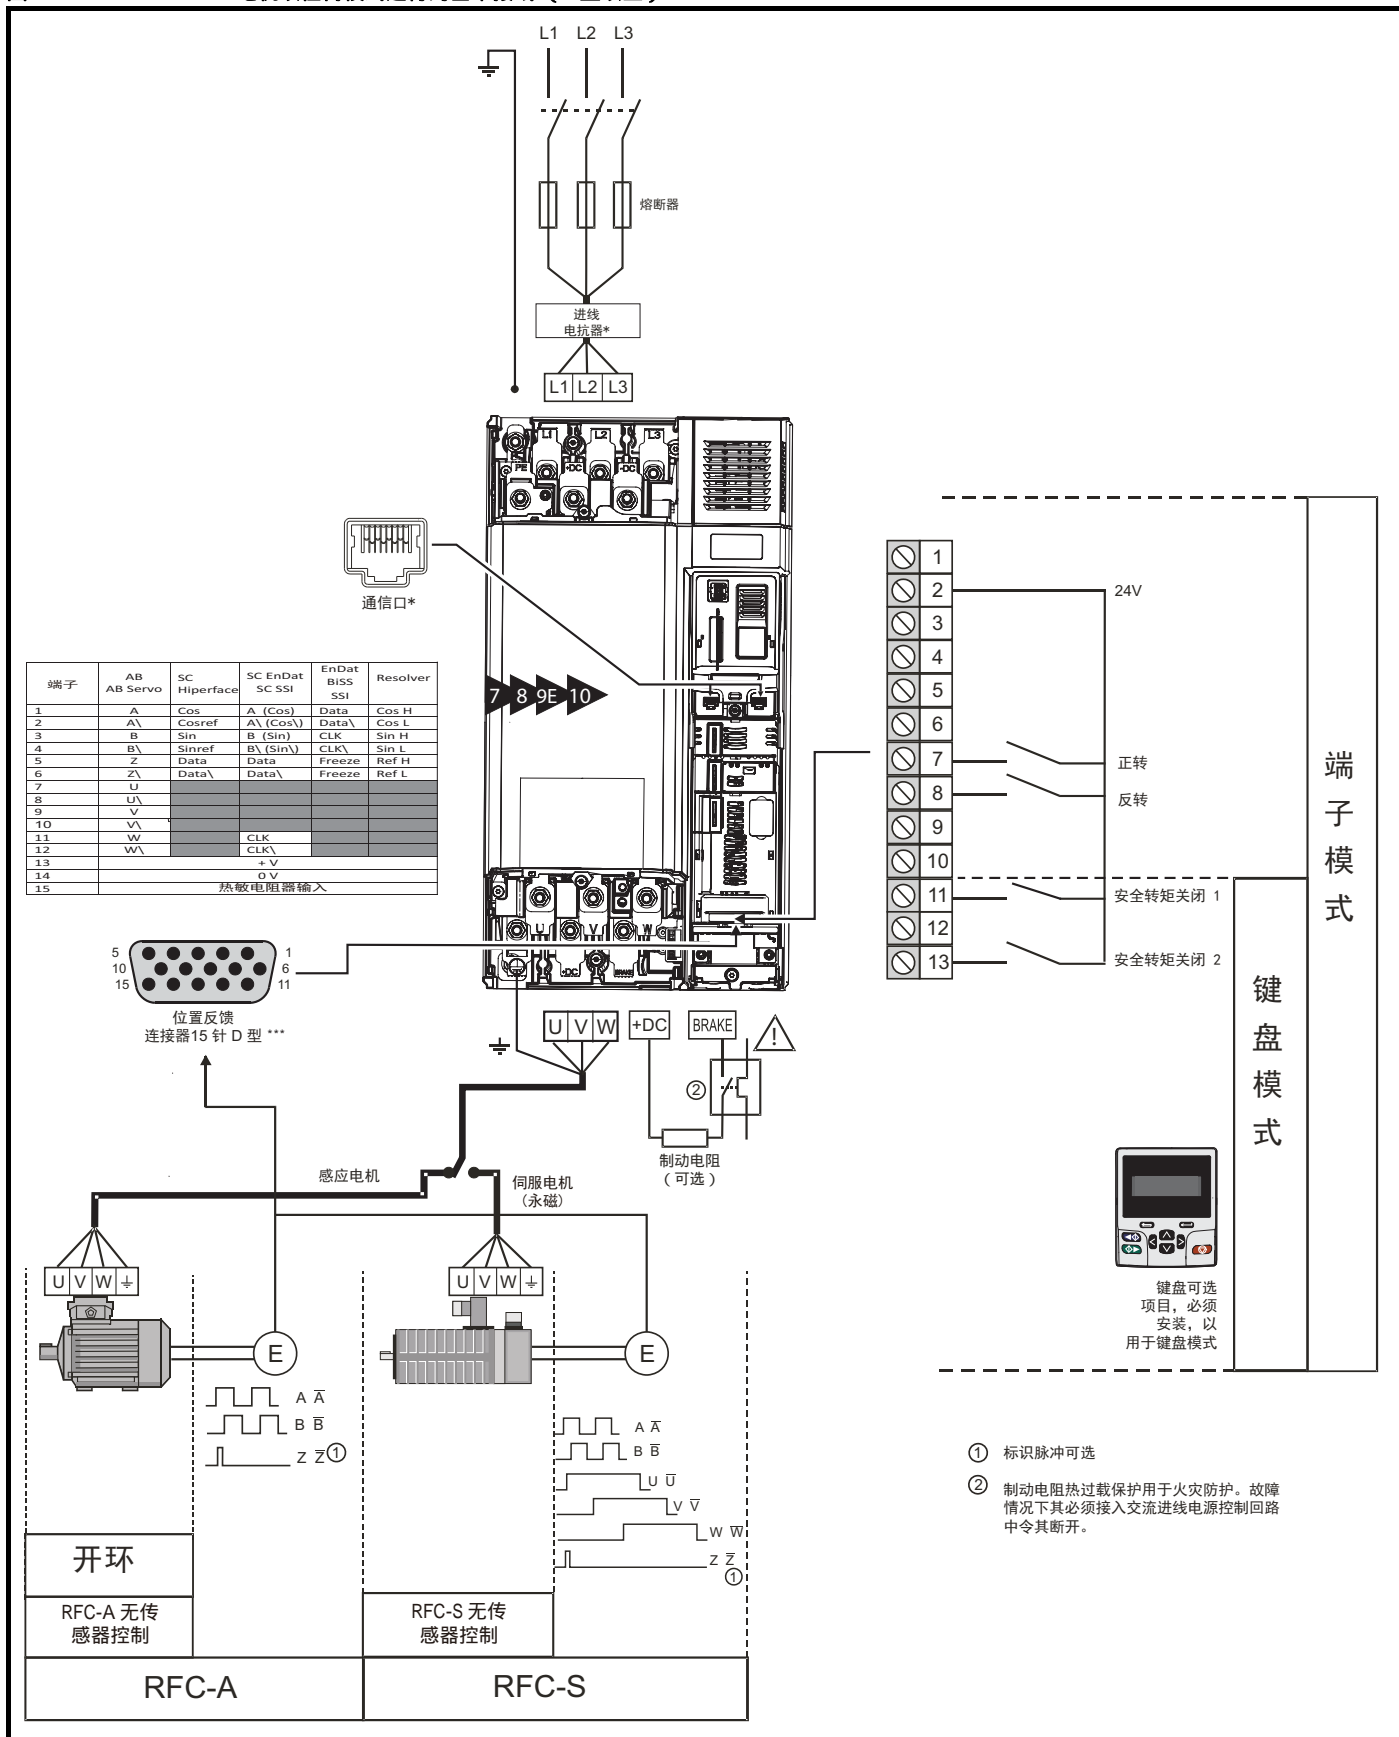 L1 L2 L3
熔断器
进线
电抗器*
L1 L2 L3
L1 L2 L3
PE +DC -DC
通信口*
7 8 9E 10
端子 AB AB Servo SC Hiperface SC EnDat SC SSI EnDat BiSS SSI Resolver
1 A Cos A (Cos) Data Cos H
2 A\ Cosref A\ (Cos\) Data\ Cos L
3 B Sin B (Sin) CLK Sin H
4 B\ Sinref B\ (Sin\) CLK\ Sin L
5 Z Data Data Freeze Ref H
6 Z\ Data\ Data\ Freeze Ref L
7 U
8 U\
9 V
10 V\
11 W CLK
12 W\ CLK\
13 + V
14 0 V
15 热敏电阻器输入
U V W
+DC BRAKE
5 1
10 6
15 11
位置反馈
连接器15 针 D 型 ***
U V W +DC BRAKE
!
②
制动电阻
（可选）
感应电机
伺服电机
(永磁)
U V W
U V W
E
E
A A̅
B B̅
Z Z̅ ①
A A̅
B B̅
U U̅
V V̅
W W̅
Z Z̅
①
开环
RFC-A 无传
感器控制
RFC-S 无传
感器控制
RFC-A
RFC-S
1
2 24V
3
4
5
6
7 正转
8 反转
9
10
11 安全转矩关闭 1
12
13 安全转矩关闭 2
端子模式
键盘模式
键盘可选
项目，必须
安装，以
用于键盘模式
① 标识脉冲可选
② 制动电阻热过载保护用于火灾防护。故障
情况下其必须接入交流进线电源控制回路
中令其断开。